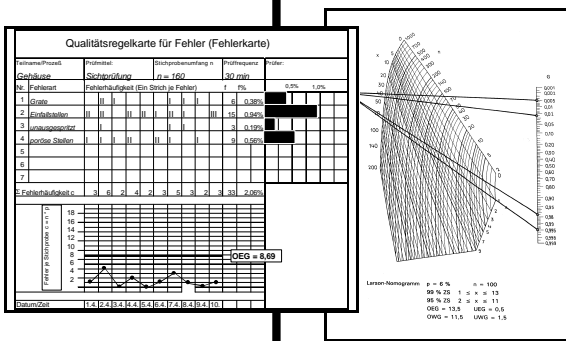 Qualitätsregelkarte für Fehler (Fehlerkarte)
Teilname/Prozeß Prüfmittel: Stichprobenumfang n Prüffrequenz Prüfer:
Gehäuse Sichtprüfung n = 160 30 min
Nr. Fehlerart Fehlerhäufigkeit (Ein Strich je Fehler) f f% 0,5% 1,0%
1 Grate 6 0,38%
2 Einfallstellen 15 0,94%
3 unausgespritzt 3 0,19%
4 poröse Stellen 9 0,56%
5
6
7
Σ Fehlerhäufigkeit c 3 6 2 4 2 3 5 3 2 3 33 2,06%
Fehler je Stichprobe c = n * p
18
16
14
12
10
8
6
4
2
OEG = 8,69
Datum/Zeit 1.4. 2.4. 3.4. 4.4. 5.4. 6.4. 7.4. 8.4. 9.4. 10.
Larson-Nomogramm p = 6 % n = 100
99 % ZS 1 ≤ x ≤ 13
95 % ZS 2 ≤ x ≤ 11
OEG = 13,5 UEG = 0,5
OWG = 11,5 UWG = 1,5